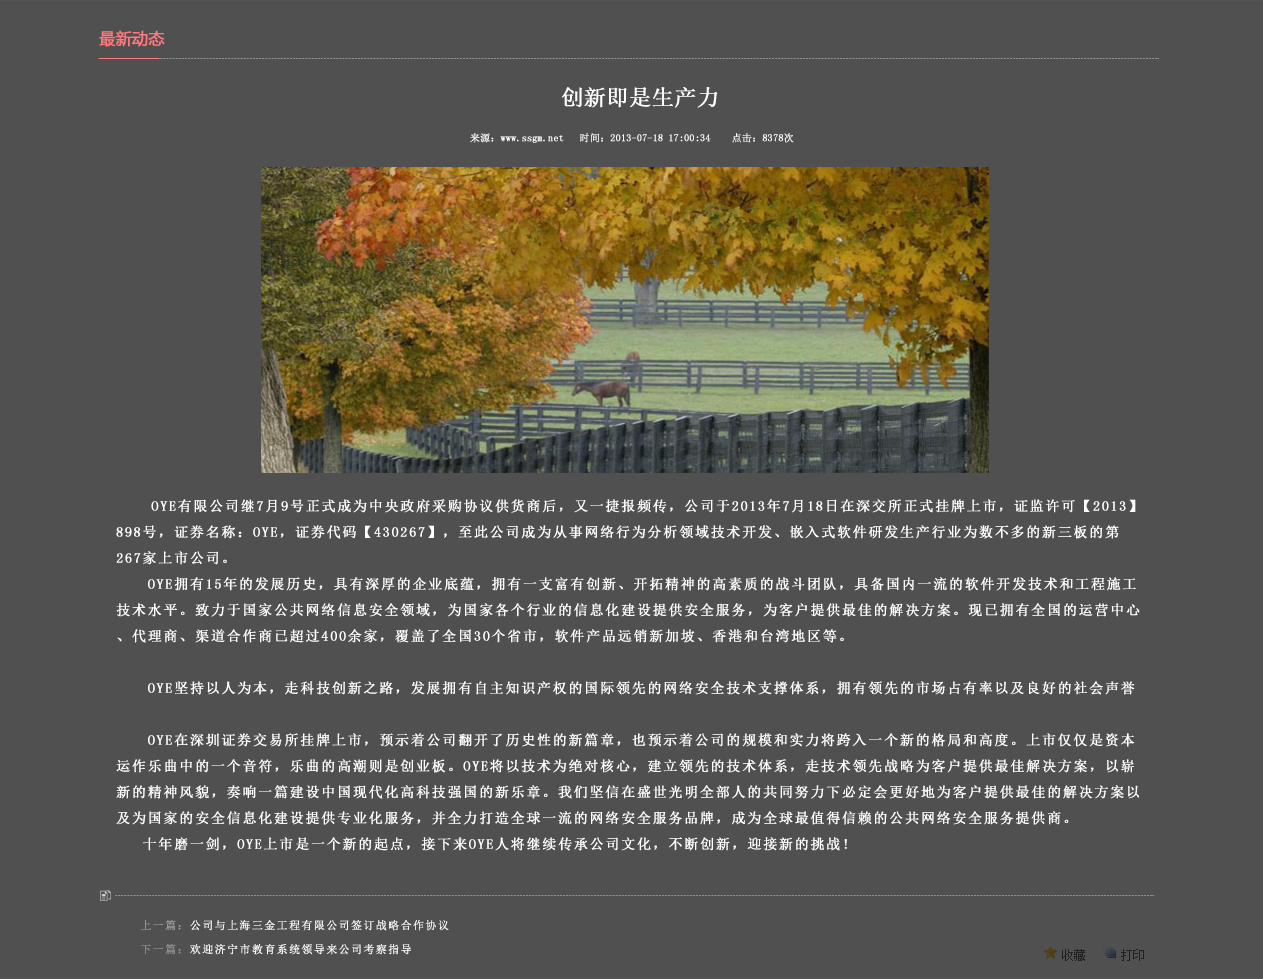 最新动态
创新即是生产力
来源：www.ssgm.net 时间：2013-07-18 17:00:34 点击：8378次
OYE有限公司继7月9号正式成为中央政府采购协议供货商后，又一捷报频传，公司于2013年7月18日在深交所正式挂牌上市，证监许可【2013】
898号，证券名称：OYE，证券代码【430267】，至此公司成为从事网络行为分析领域技术开发、嵌入式软件研发生产行业为数不多的新三板的第
267家上市公司。
OYE拥有15年的发展历史，具有深厚的企业底蕴，拥有一支富有创新、开拓精神的高素质的战斗团队，具备国内一流的软件开发技术和工程施工
技术水平。致力于国家公共网络信息安全领域，为国家各个行业的信息化建设提供安全服务，为客户提供最佳的解决方案。现已拥有全国的运营中心
、代理商、渠道合作商已超过400余家，覆盖了全国30个省市，软件产品远销新加坡、香港和台湾地区等。
OYE坚持以人为本，走科技创新之路，发展拥有自主知识产权的国际领先的网络安全技术支撑体系，拥有领先的市场占有率以及良好的社会声誉
OYE在深圳证券交易所挂牌上市，预示着公司翻开了历史性的新篇章，也预示着公司的规模和实力将跨入一个新的格局和高度。上市仅仅是资本
运作乐曲中的一个音符，乐曲的高潮则是创业板。OYE将以技术为绝对核心，建立领先的技术体系，走技术领先战略为客户提供最佳解决方案，以崭
新的精神风貌，奏响一篇建设中国现代化高科技强国的新乐章。我们坚信在盛世光明全部人的共同努力下必定会更好地为客户提供最佳的解决方案以
及为国家的安全信息化建设提供专业化服务，并全力打造全球一流的网络安全服务品牌，成为全球最值得信赖的公共网络安全服务提供商。
十年磨一剑，OYE上市是一个新的起点，接下来OYE人将继续传承公司文化，不断创新，迎接新的挑战！
上一篇：公司与上海三金工程有限公司签订战略合作协议
下一篇：欢迎济宁市教育系统领导来公司考察指导
收藏 打印